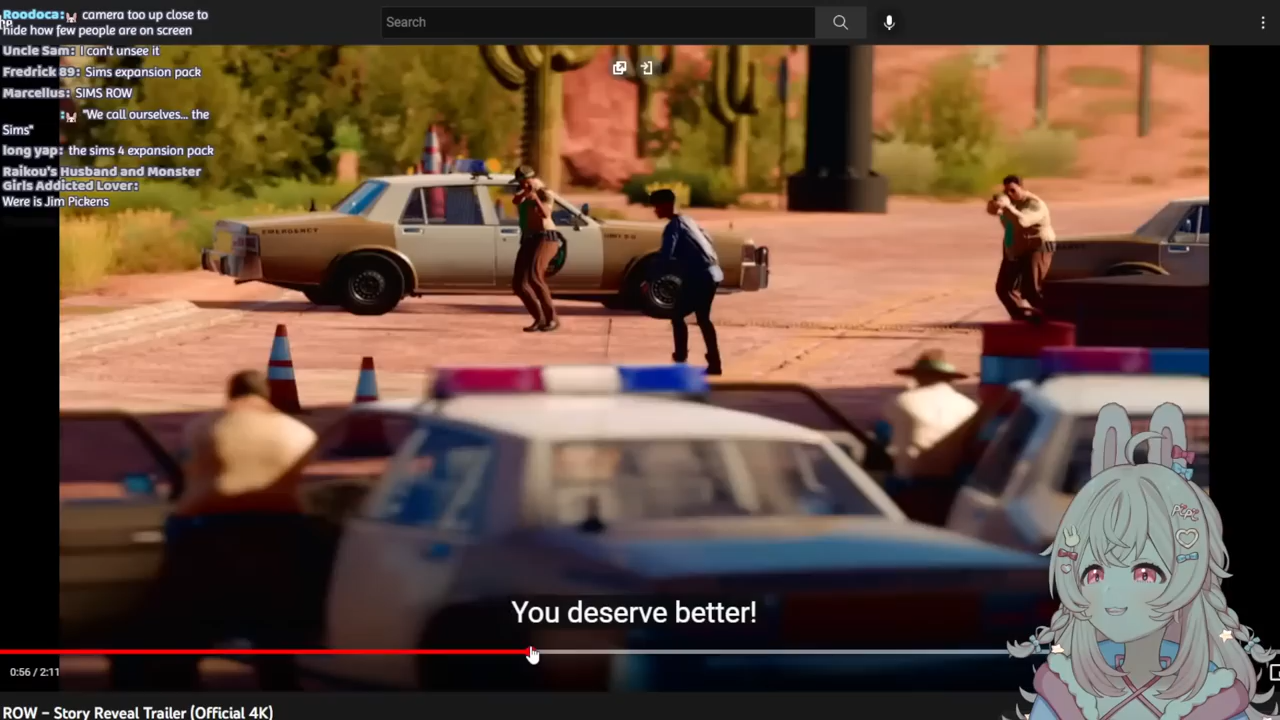 Roodoca: camera too up close to
hide how few people are on screen
Uncle Sam: I can't unsee it
Fredrick 89: Sims expansion pack
Marcellus: SIMS ROW
: "We call ourselves... the
Sims"
long yap: the sims 4 expansion pack
Raikou's Husband and Monster
Girls Addicted Lover:
Were is Jim Pickens
Search
EMERGENCY
You deserve better!
0:56 / 2:11
ROW – Story Reveal Trailer (Official 4K)